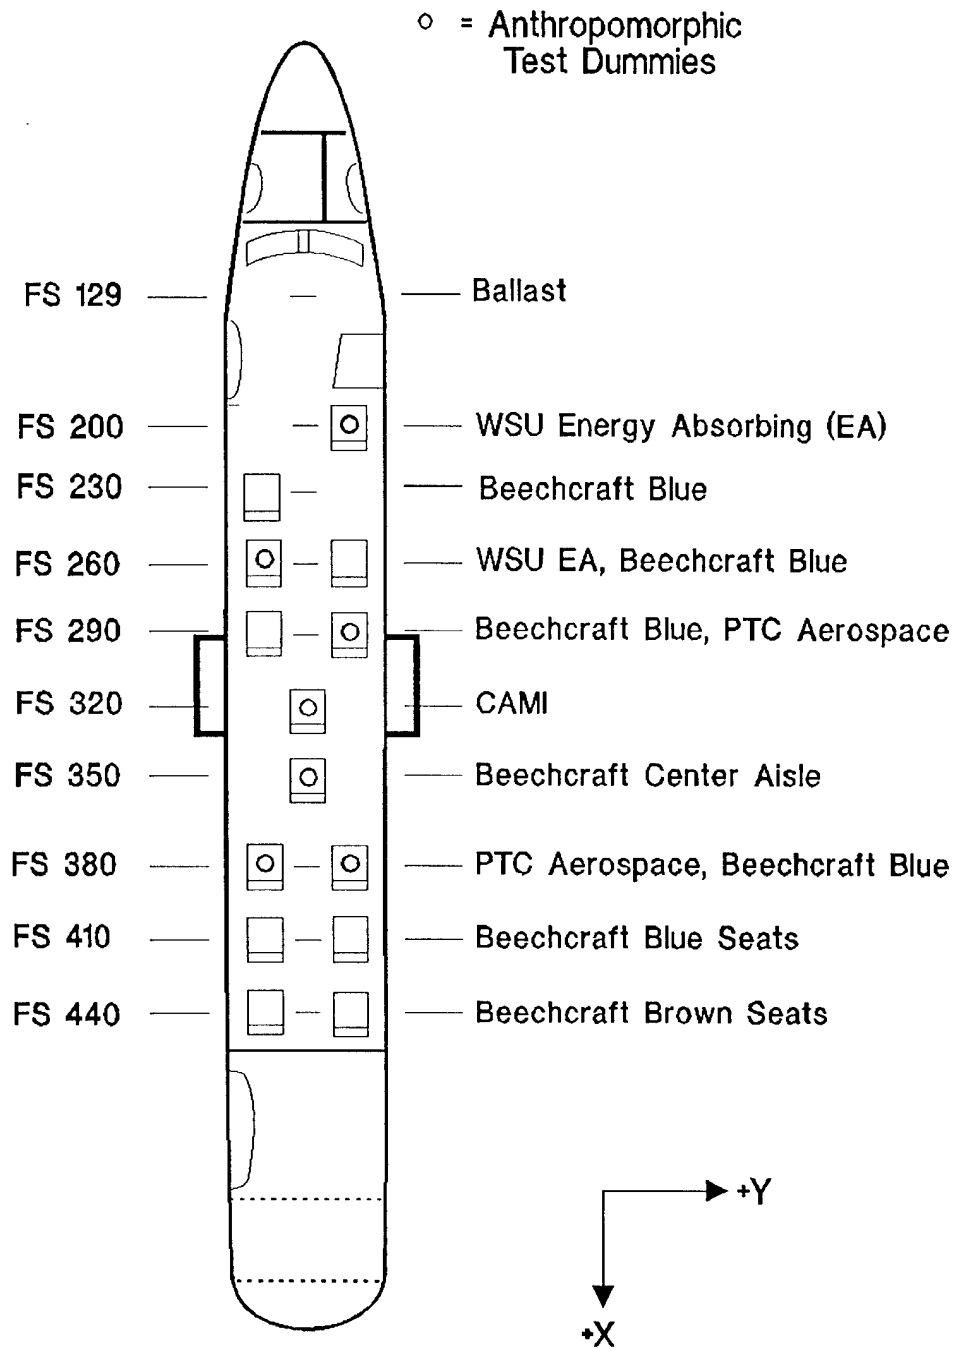 = Anthropomorphic
Test Dummies
FS 129 Ballast
FS 200 WSU Energy Absorbing (EA)
FS 230 Beechcraft Blue
FS 260 WSU EA, Beechcraft Blue
FS 290 Beechcraft Blue, PTC Aerospace
FS 320 CAMI
FS 350 Beechcraft Center Aisle
FS 380 PTC Aerospace, Beechcraft Blue
FS 410 Beechcraft Blue Seats
FS 440 Beechcraft Brown Seats
+Y
+X